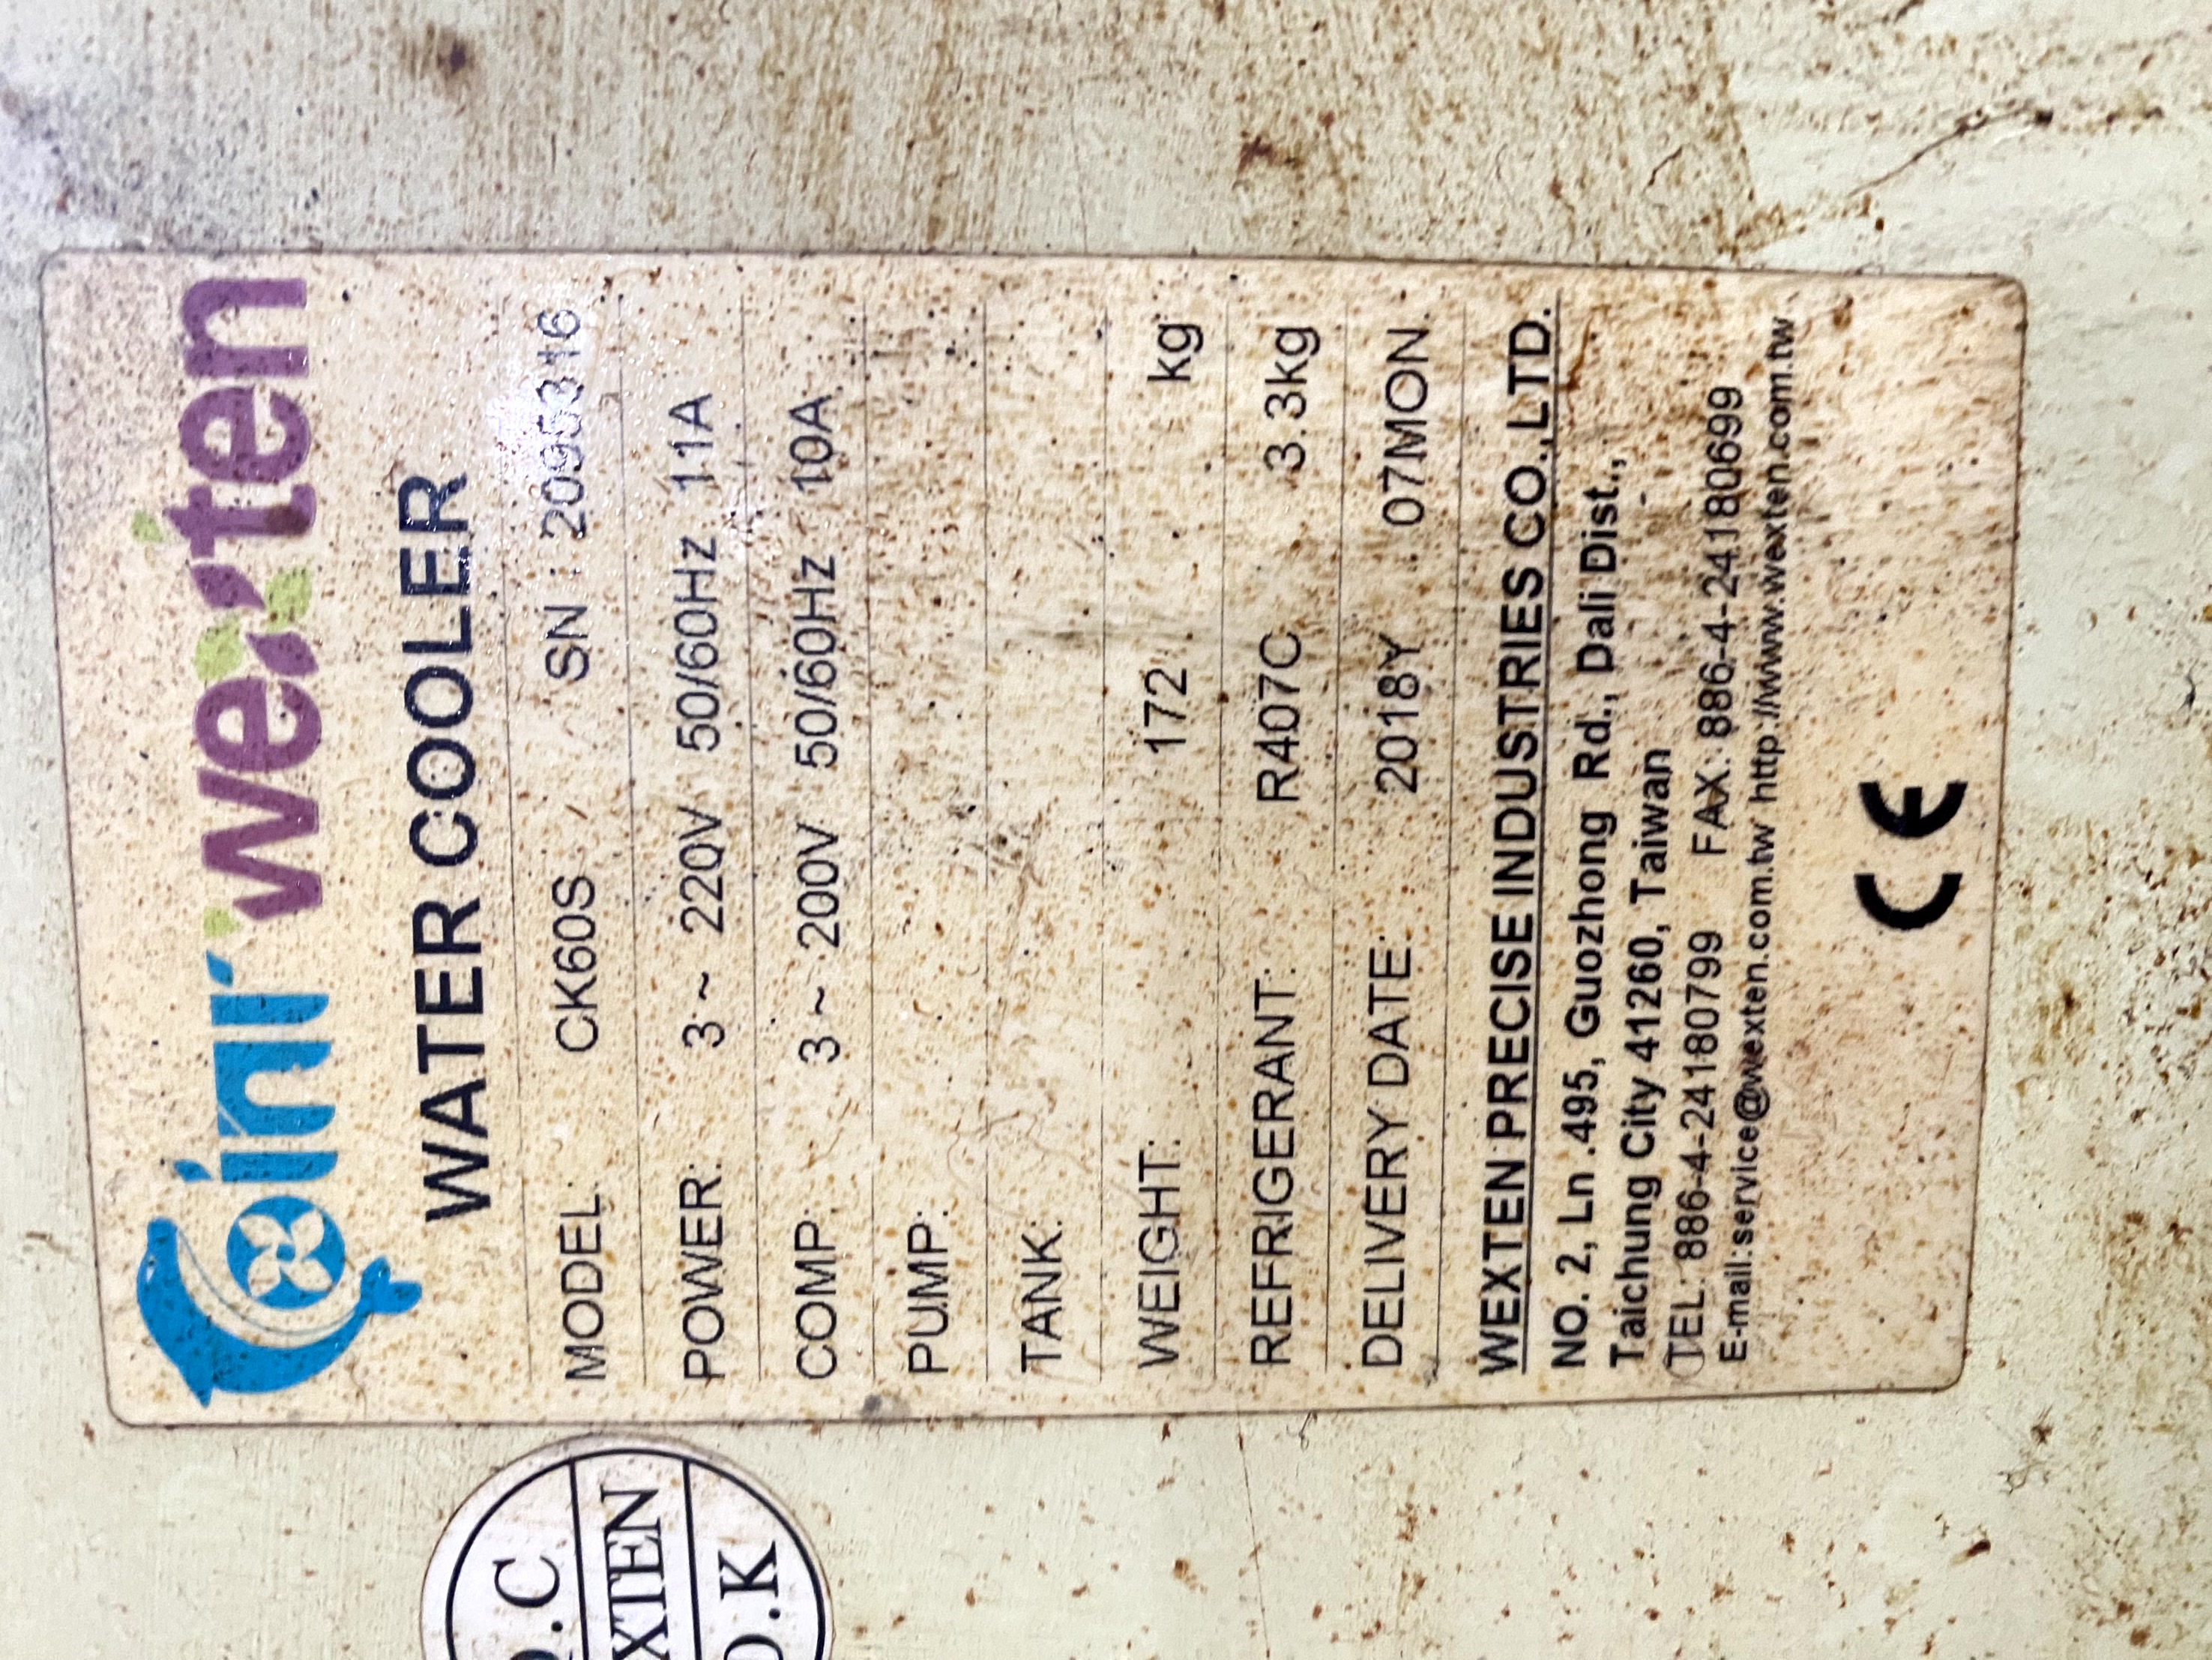 coinr wexten
WATER COOLER
MODEL: CK60S SN : 2095316
POWER: 3~ 220V 50/60Hz 11A
COMP: 3~ 200V 50/60Hz 10A
PUMP:
TANK:
WEIGHT: 172 kg
REFRIGERANT: R407C 3.3kg
DELIVERY DATE: 2018Y 07MON.
WEXTEN PRECISE INDUSTRIES CO.,LTD.
NO. 2, Ln .495, Guozhong Rd., Dali Dist.,
Taichung City 41260, Taiwan
TEL: 886-4-24180799 FAX: 886-4-24180699
E-mail:service@wexten.com.tw http://www.wexten.com.tw
CE
.C
XTEN
O.K